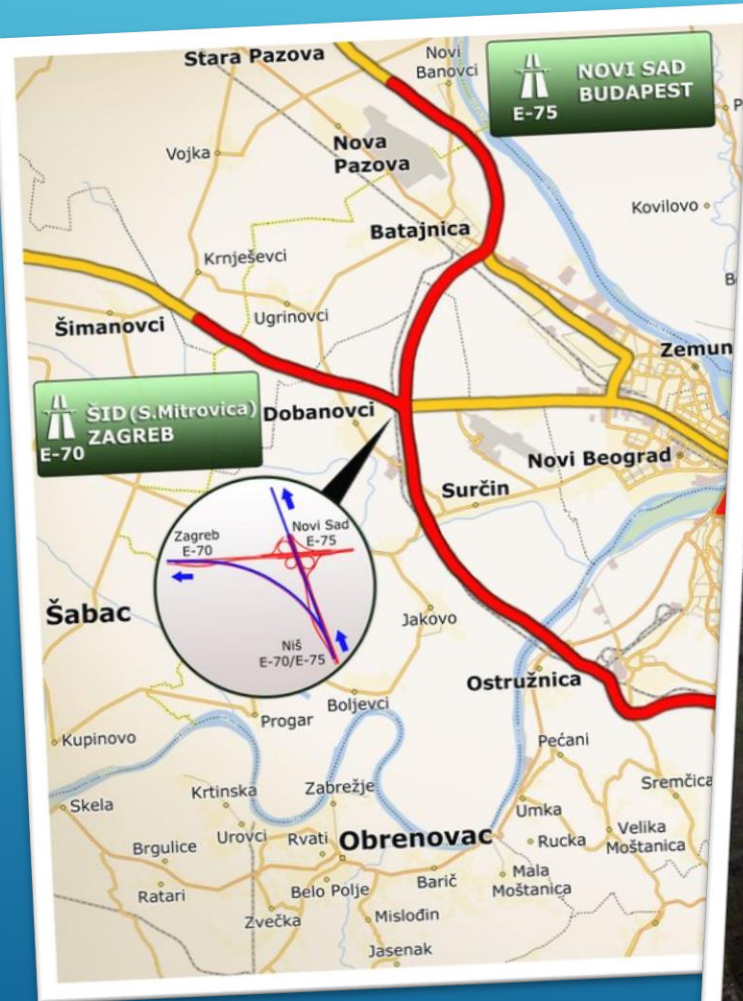 Stara Pazova
Novi
Banovci
E-75
NOVI SAD
BUDAPEST
Vojka
Nova
Pazova
Kovilovo
Batajnica
Krnješevci
Šimanovci
Ugrinovci
Zemun
E-70
ŠID (S.Mitrovica)
ZAGREB
Dobanovci
Novi Beograd
Surčin
Zagreb
E-70
Novi Sad
E-75
Niš
E-70/E-75
Šabac
Jakovo
Ostružnica
Boljevci
Progar
Kupinovo
Pećani
Skela
Krtinska
Zabrežje
Sremčica
Umka
Urovci
Rvati
Obrenovac
Rucka
Velika
Moštanica
Brgulice
Mala
Moštanica
Ratari
Belo Polje
Barič
Zvečka
Mislođin
Jasenak